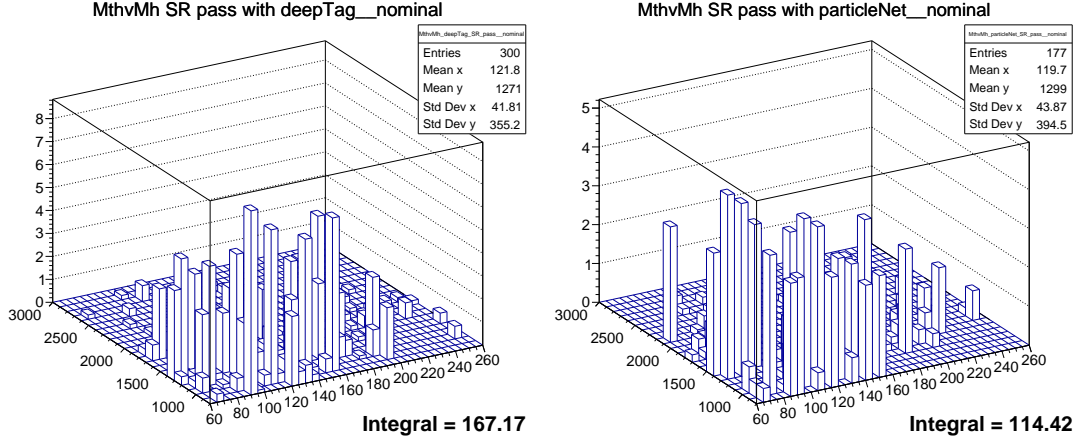 MthvMh SR pass with deepTag__nominal
MthvMh_deepTag_SR_pass__nominal
Entries 300
Mean x 121.8
Mean y 1271
Std Dev x 41.81
Std Dev y 355.2
8
7
6
5
4
3
2
1
0
3000
2500
2000
1500
1000
60
80
100
120
140
160
180
200
220
240
260
Integral = 167.17
MthvMh SR pass with particleNet__nominal
MthvMh_particleNet_SR_pass__nominal
Entries 177
Mean x 119.7
Mean y 1299
Std Dev x 43.87
Std Dev y 394.5
5
4
3
2
1
0
3000
2500
2000
1500
1000
60
80
100
120
140
160
180
200
220
240
260
Integral = 114.42